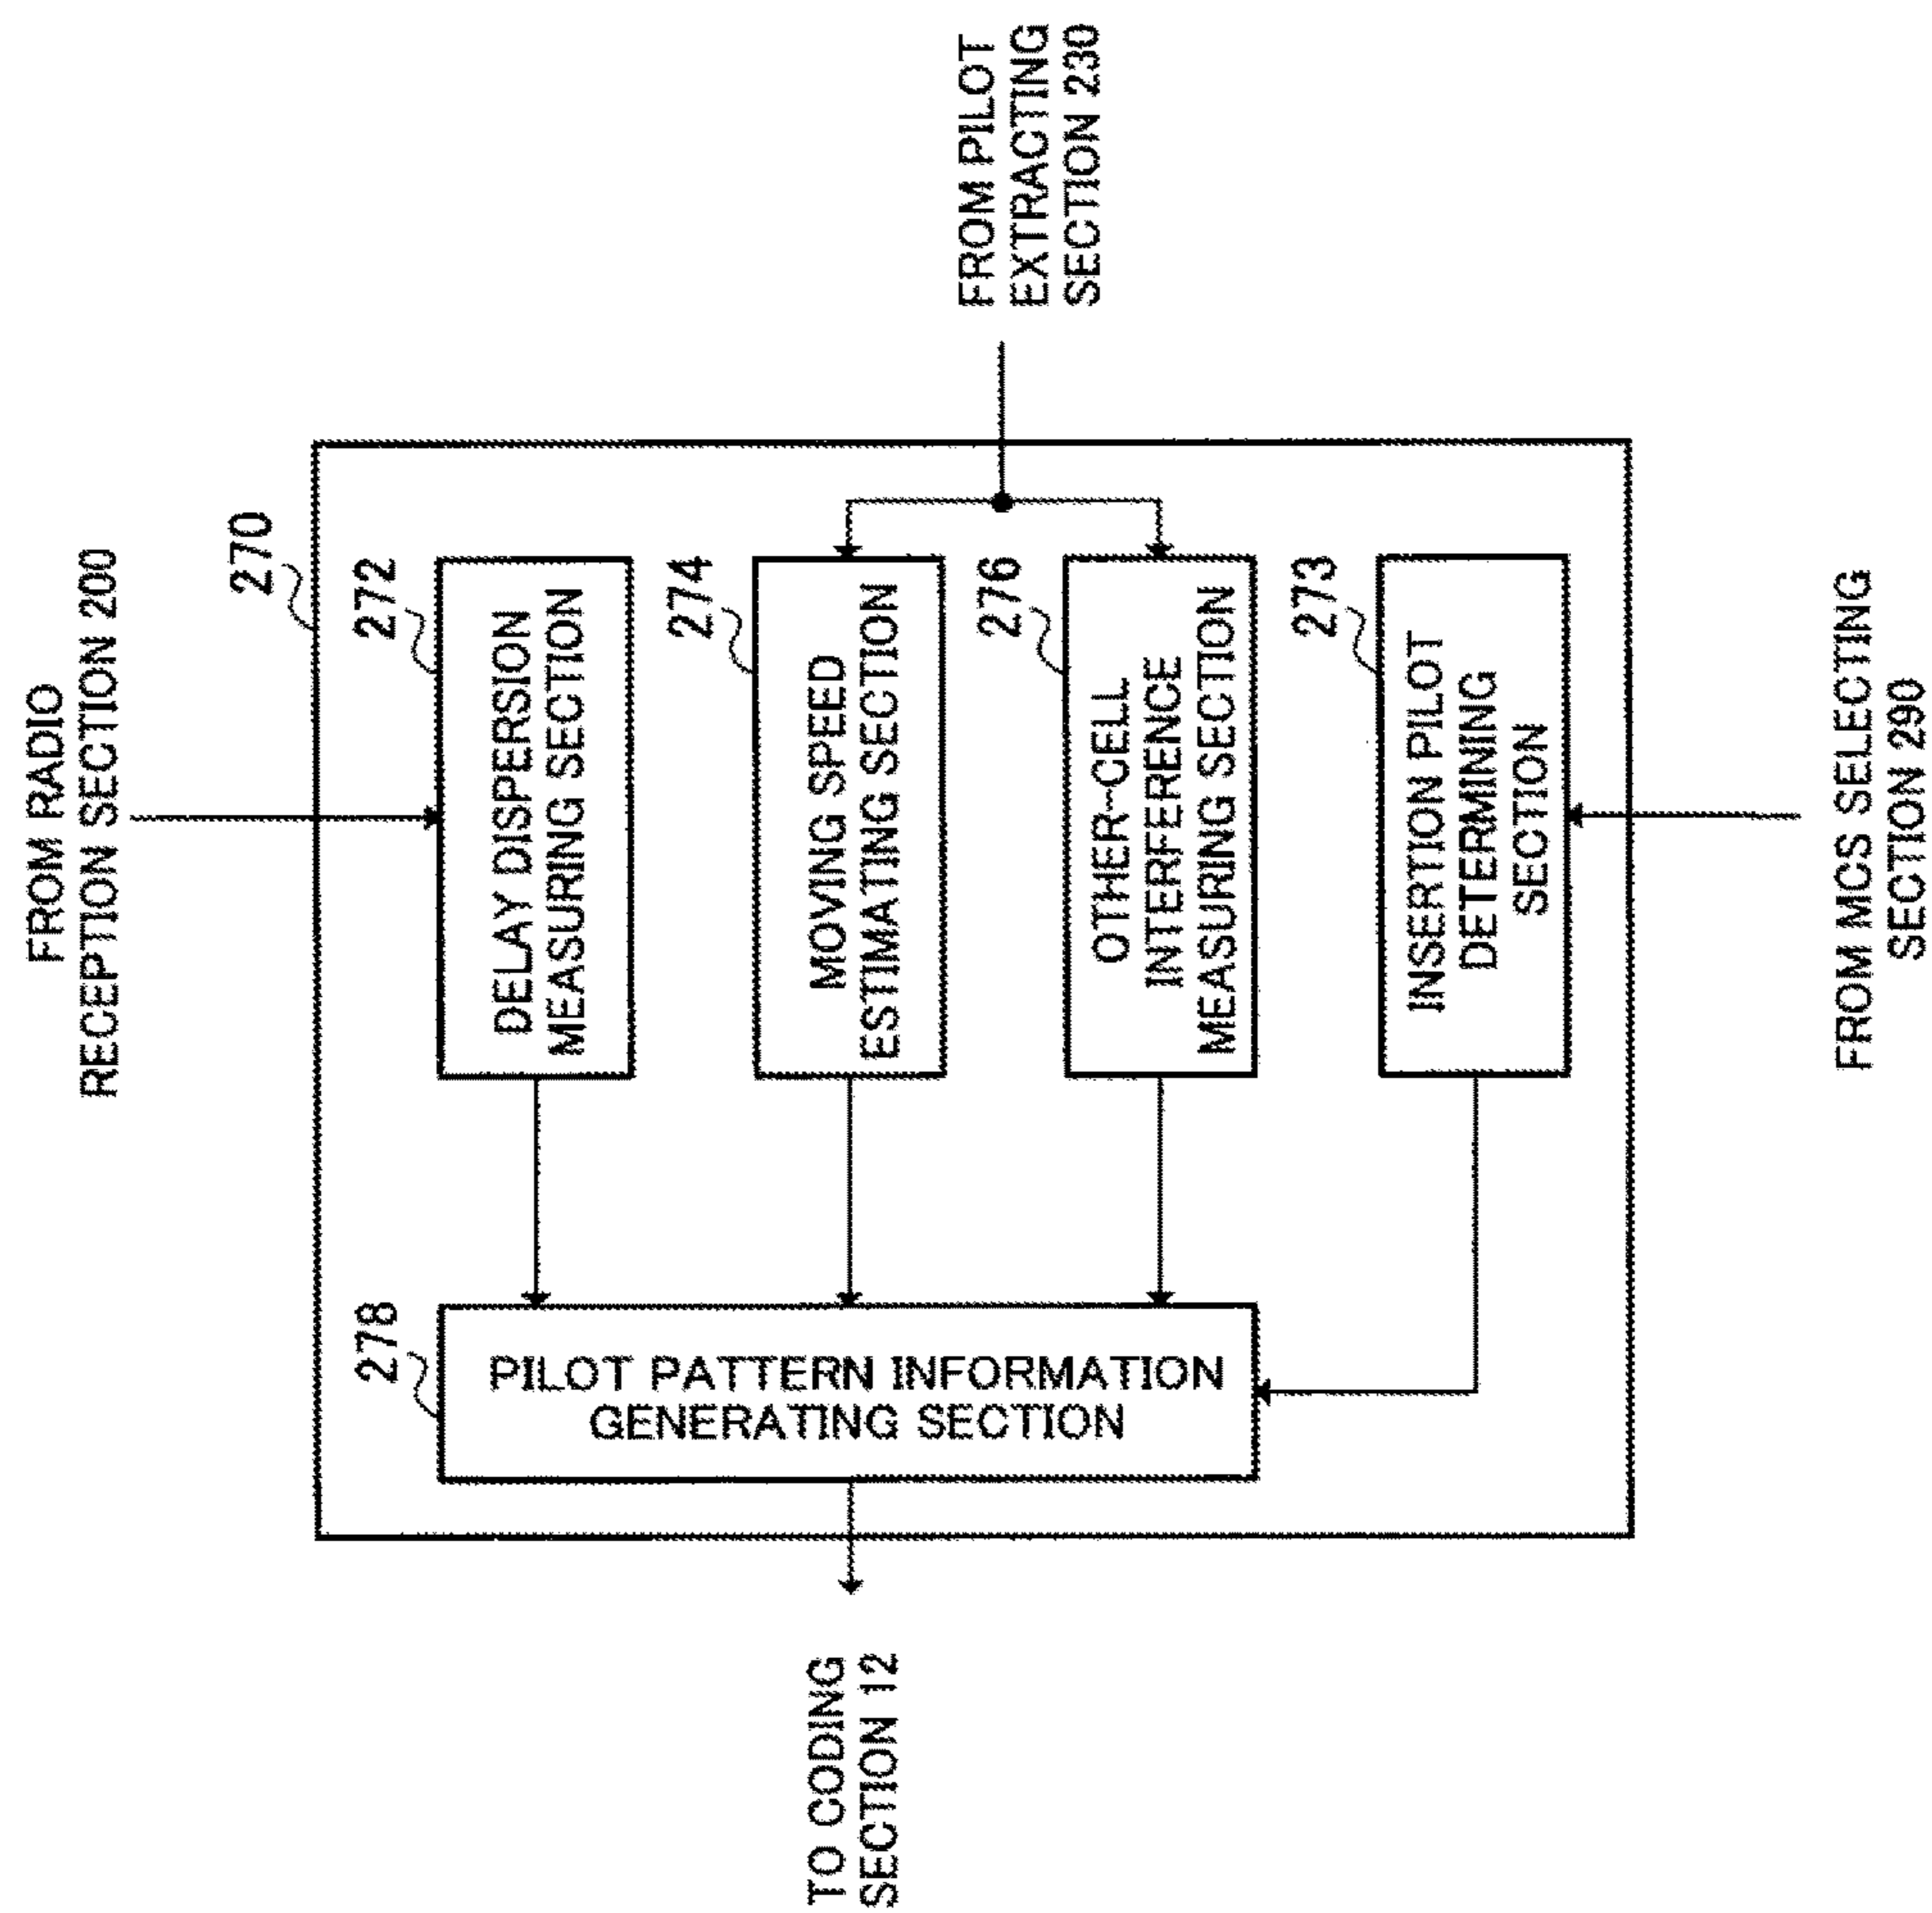 FROM RADIO
RECEPTION SECTION 200
270
272
DELAY DISPERSION
MEASURING SECTION
274
MOVING SPEED
ESTIMATING SECTION
276
OTHER-CELL
INTERFERENCE
MEASURING SECTION
273
INSERTION PILOT
DETERMINING
SECTION
FROM PILOT
EXTRACTING
SECTION 230
FROM MCS SELECTING
SECTION 290
278
PILOT PATTERN INFORMATION
GENERATING SECTION
TO CODING
SECTION 12